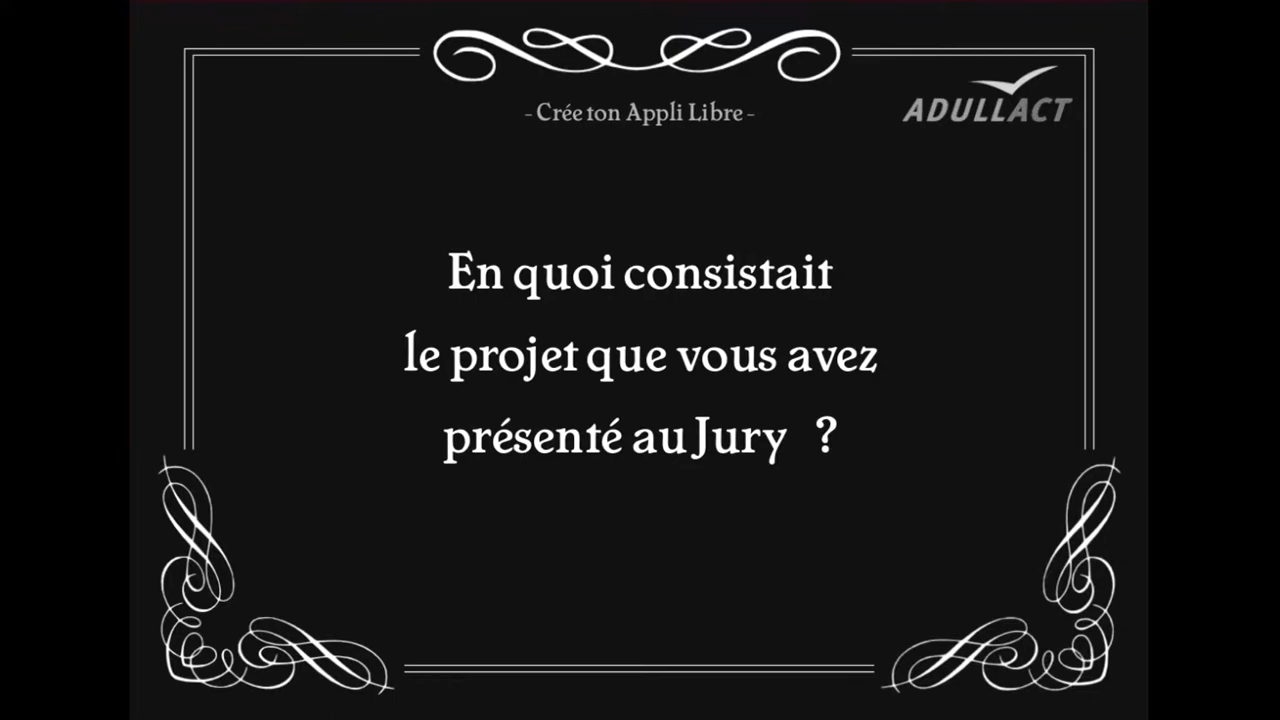 - Crée ton Appli Libre -
ADULLACT
En quoi consistait
le projet que vous avez
présenté au Jury ?